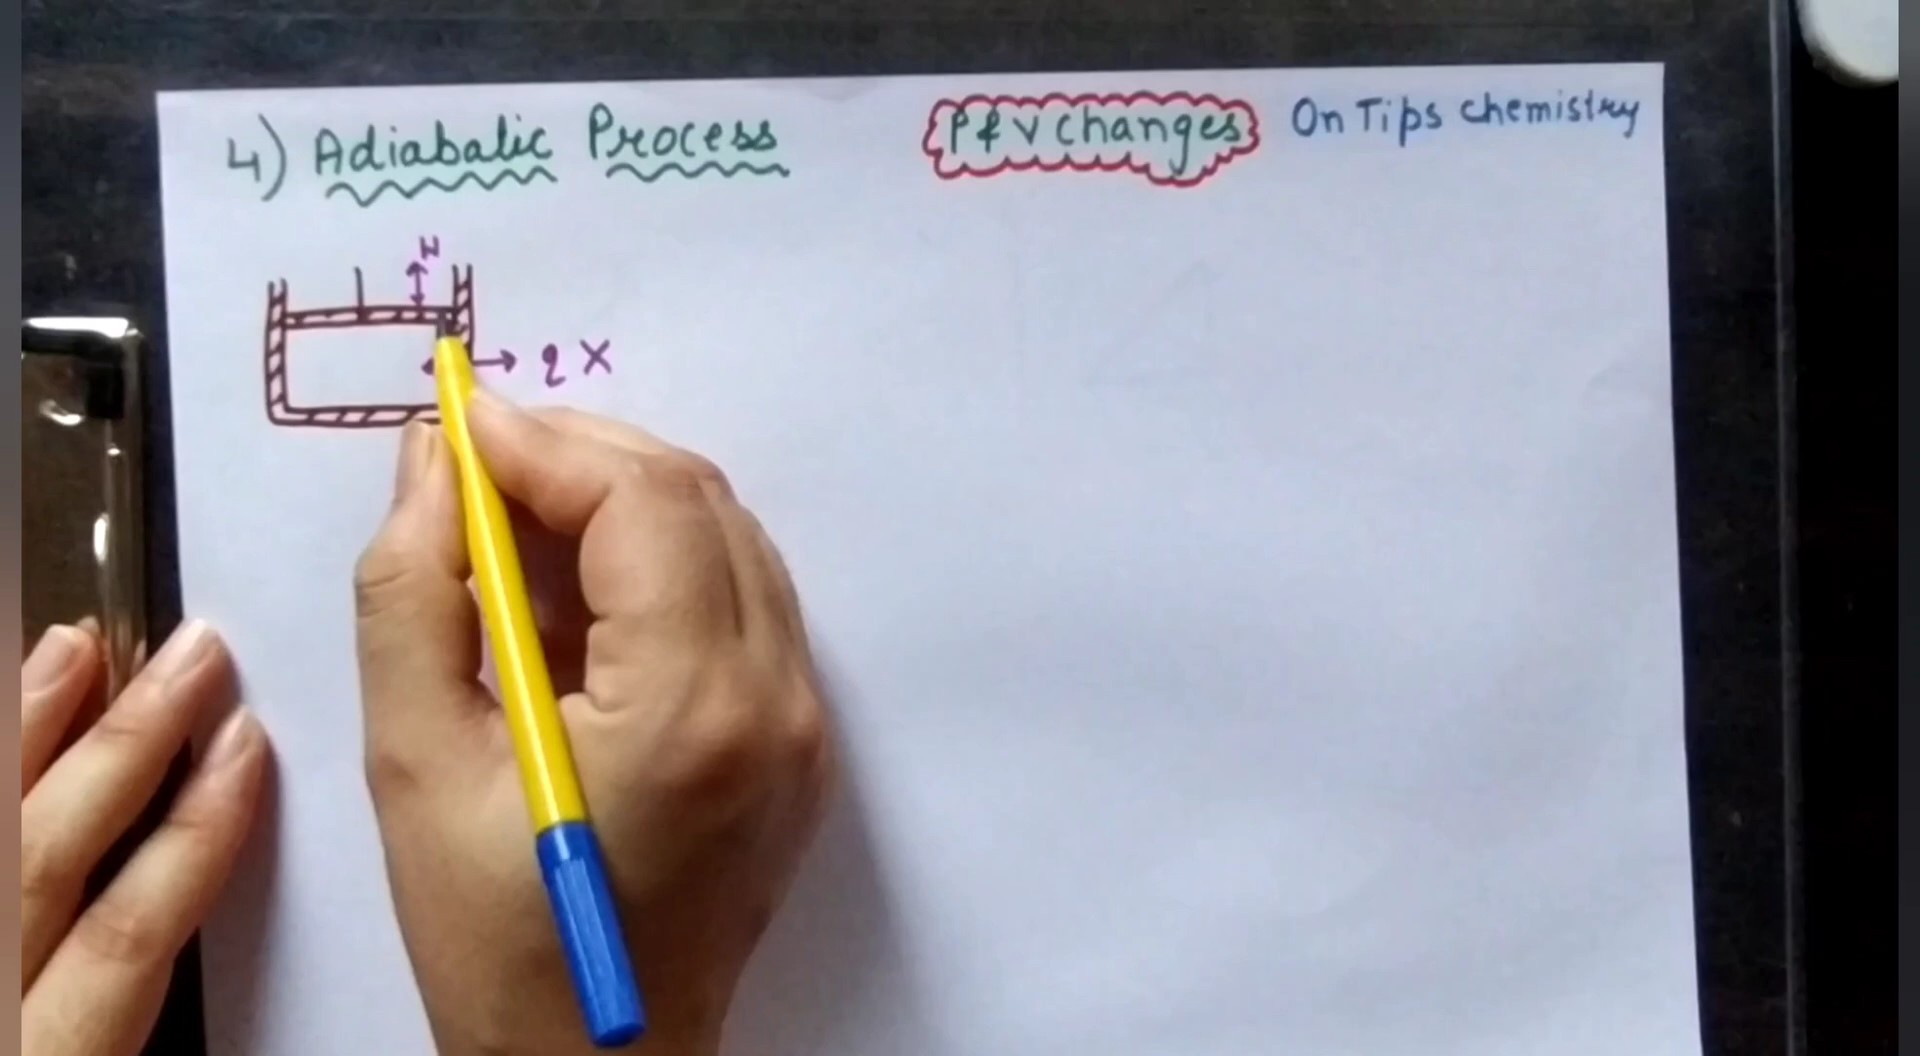 4) Adiabatic Process
P & V changes
On Tips chemistry
w
q X